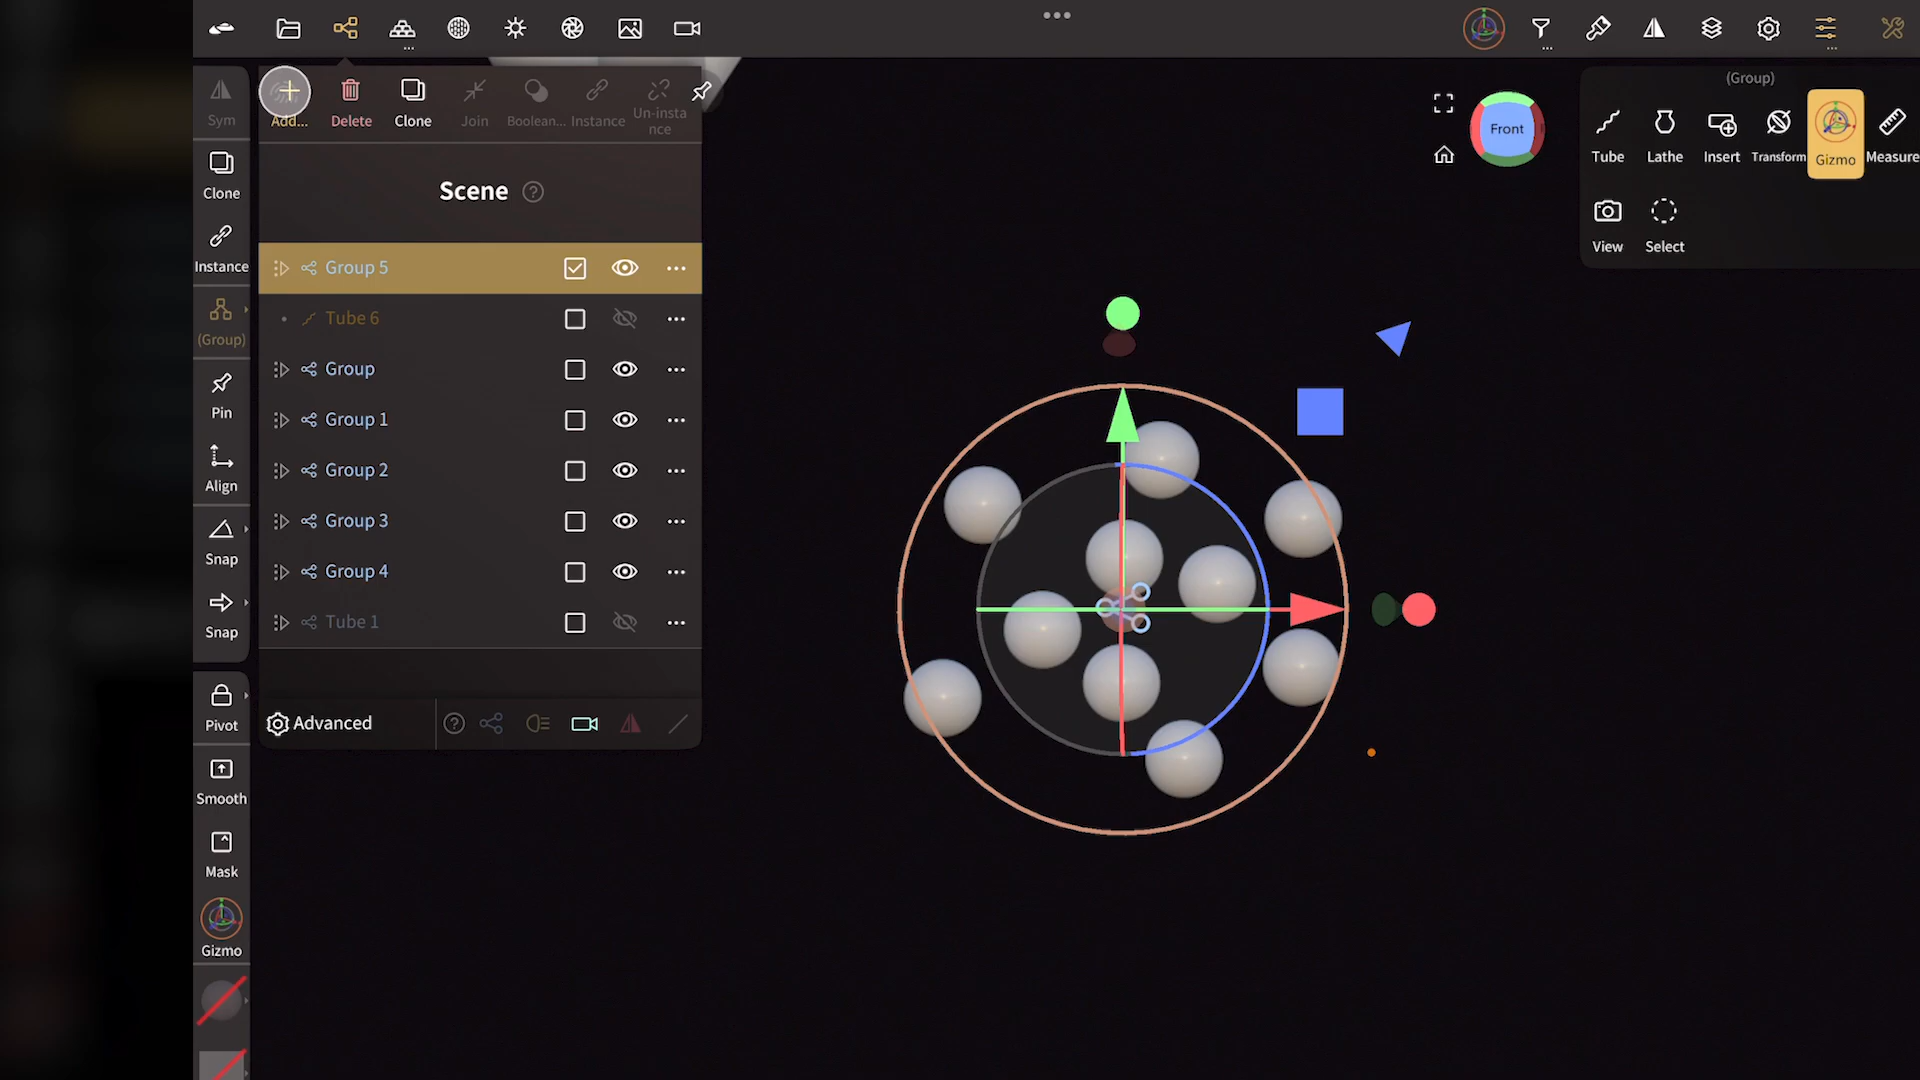 Sym
Clone
Instance
(Group)
Pin
Align
Snap
Snap
Pivot
Smooth
Mask
Gizmo
Add...
Delete
Clone
Join
Boolean...
Instance
Un-insta
nce
Scene ?
Group 5
Tube 6
Group
Group 1
Group 2
Group 3
Group 4
Tube 1
Advanced
?
Front
(Group)
Tube
Lathe
Insert
Transform
Gizmo
Measure
View
Select